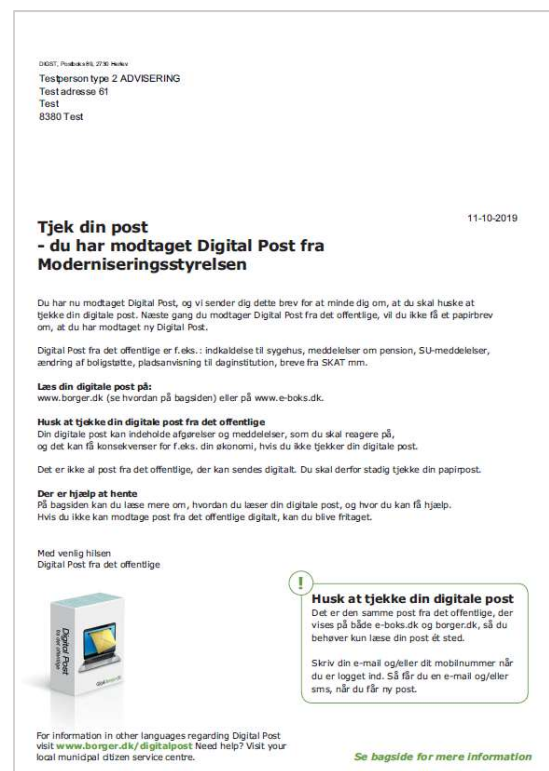 DIGST, Postboks 89, 2730 Herlev
Testperson type 2 ADVISERING
Test adresse 61
Test
8380 Test
11-10-2019
Tjek din post
- du har modtaget Digital Post fra
Moderniseringsstyrelsen
Du har nu modtaget Digital Post, og vi sender dig dette brev for at minde dig om, at du skal huske at
tjekke din digitale post. Næste gang du modtager Digital Post fra det offentlige, vil du ikke få et papirbrev
om, at du har modtaget ny Digital Post.
Digital Post fra det offentlige er f.eks.: indkaldelse til sygehus, meddelelser om pension, SU-meddelelser,
ændring af boligstøtte, pladsanvisning til daginstitution, breve fra SKAT mm.
Læs din digitale post på:
www.borger.dk (se hvordan på bagsiden) eller på www.e-boks.dk.
Husk at tjekke din digitale post fra det offentlige
Din digitale post kan indeholde afgørelser og meddelelser, som du skal reagere på,
og det kan få konsekvenser for f.eks. din økonomi, hvis du ikke tjekker din digitale post.
Det er ikke al post fra det offentlige, der kan sendes digitalt. Du skal derfor stadig tjekke din papirpost.
Der er hjælp at hente
På bagsiden kan du læse mere om, hvordan du læser din digitale post, og hvor du kan få hjælp.
Hvis du ikke kan modtage post fra det offentlige digitalt, kan du blive fritaget.
Med venlig hilsen
Digital Post fra det offentlige
Digital Post
fra det offentlige
!
Husk at tjekke din digitale post
Det er den samme post fra det offentlige, der
vises på både e-boks.dk og borger.dk, så du
behøver kun læse din post ét sted.
Skriv din e-mail og/eller dit mobilnummer når
du er logget ind. Så får du en e-mail og/eller
sms, når du får ny post.
For information in other languages regarding Digital Post
visit www.borger.dk/digitalpost Need help? Visit your
local municipal citizen service centre.
Se bagside for mere information